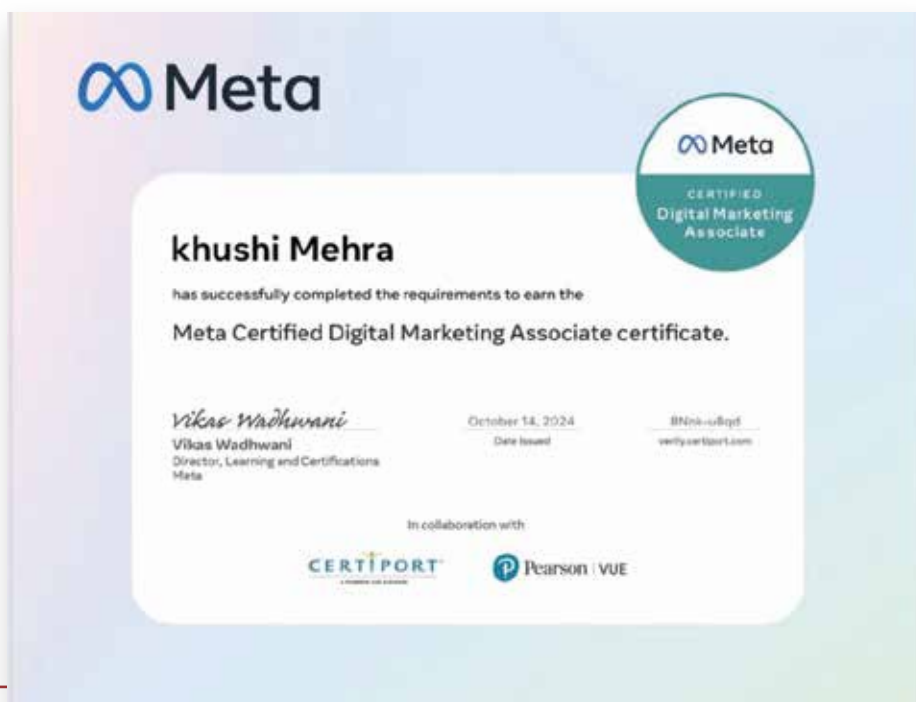 Meta
Meta
CERTIFIED
Digital Marketing
Associate
khushi Mehra
has successfully completed the requirements to earn the
Meta Certified Digital Marketing Associate certificate.
Vikas Wadhwani
Vikas Wadhwani
Director, Learning and Certifications
Meta
October 14, 2024
Date Issued
verify.certiport.com
In collaboration with
CERTIPORT
Pearson VUE